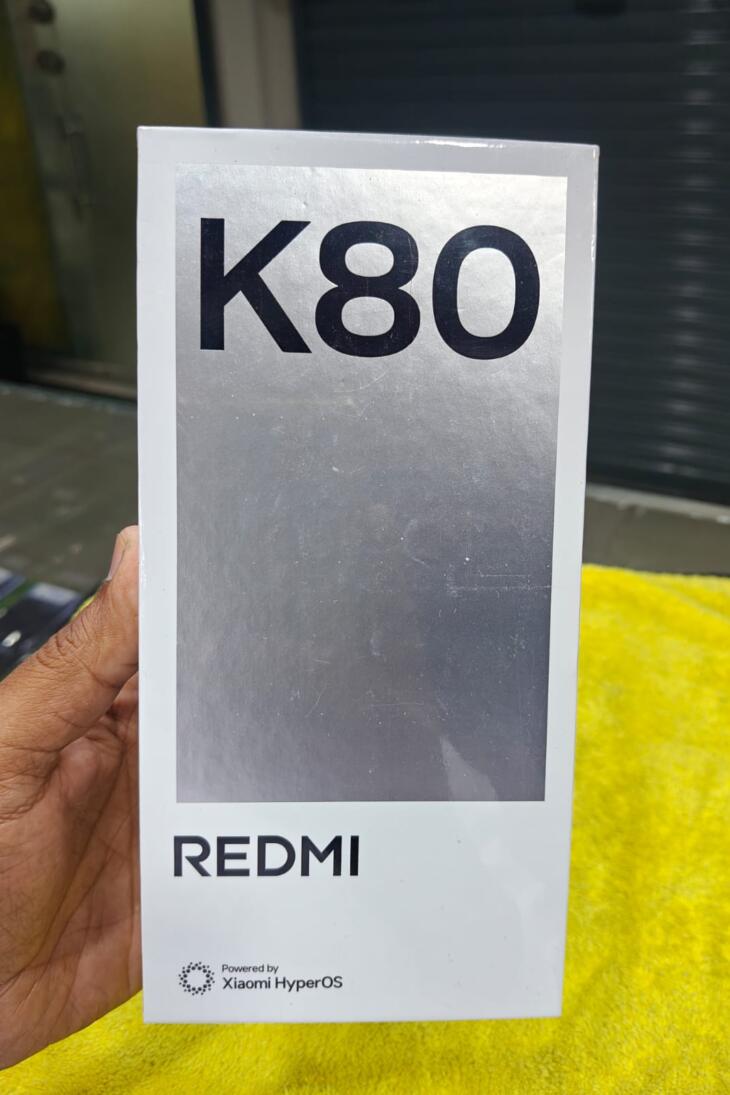 K80
REDMI
Powered by
Xiaomi HyperOS